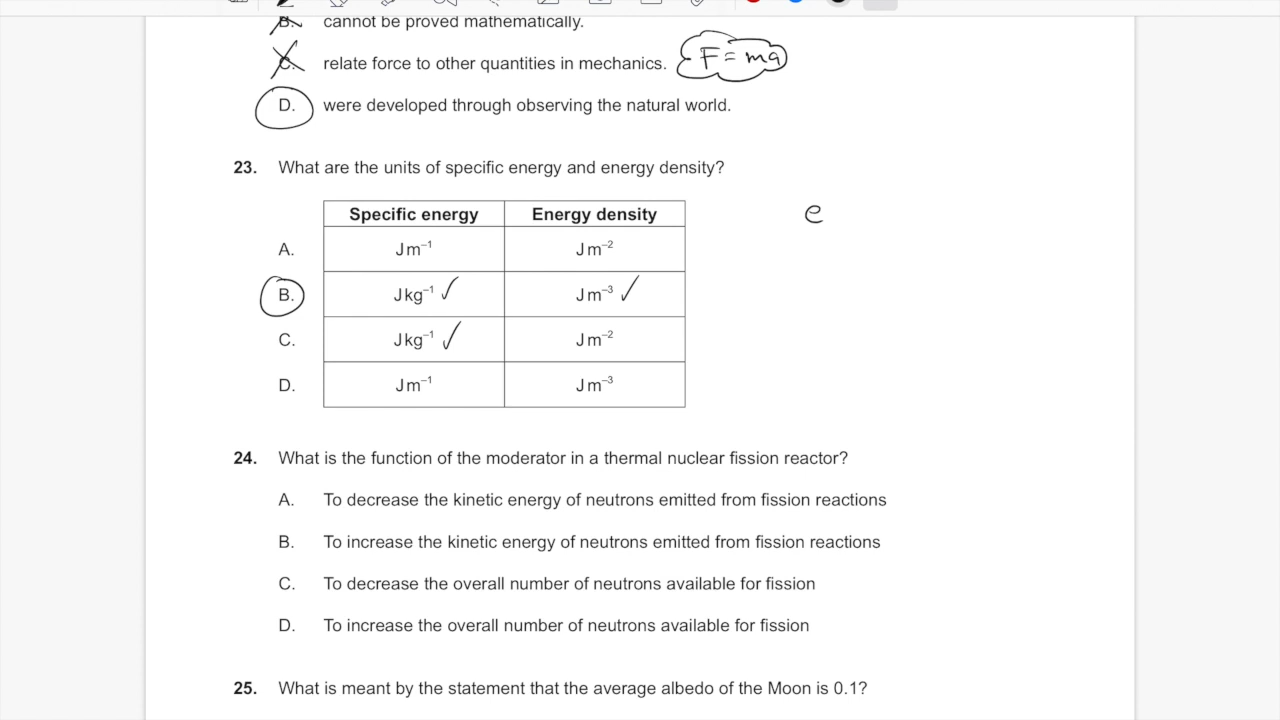 B. cannot be proved mathematically.
C. relate force to other quantities in mechanics. F = ma
D. were developed through observing the natural world.
23. What are the units of specific energy and energy density?
Specific energy Energy density e
A. J m⁻¹ J m⁻²
B. J kg⁻¹ ✓ J m⁻³ ✓
C. J kg⁻¹ ✓ J m⁻²
D. J m⁻¹ J m⁻³
24. What is the function of the moderator in a thermal nuclear fission reactor?
A. To decrease the kinetic energy of neutrons emitted from fission reactions
B. To increase the kinetic energy of neutrons emitted from fission reactions
C. To decrease the overall number of neutrons available for fission
D. To increase the overall number of neutrons available for fission
25. What is meant by the statement that the average albedo of the Moon is 0.1?